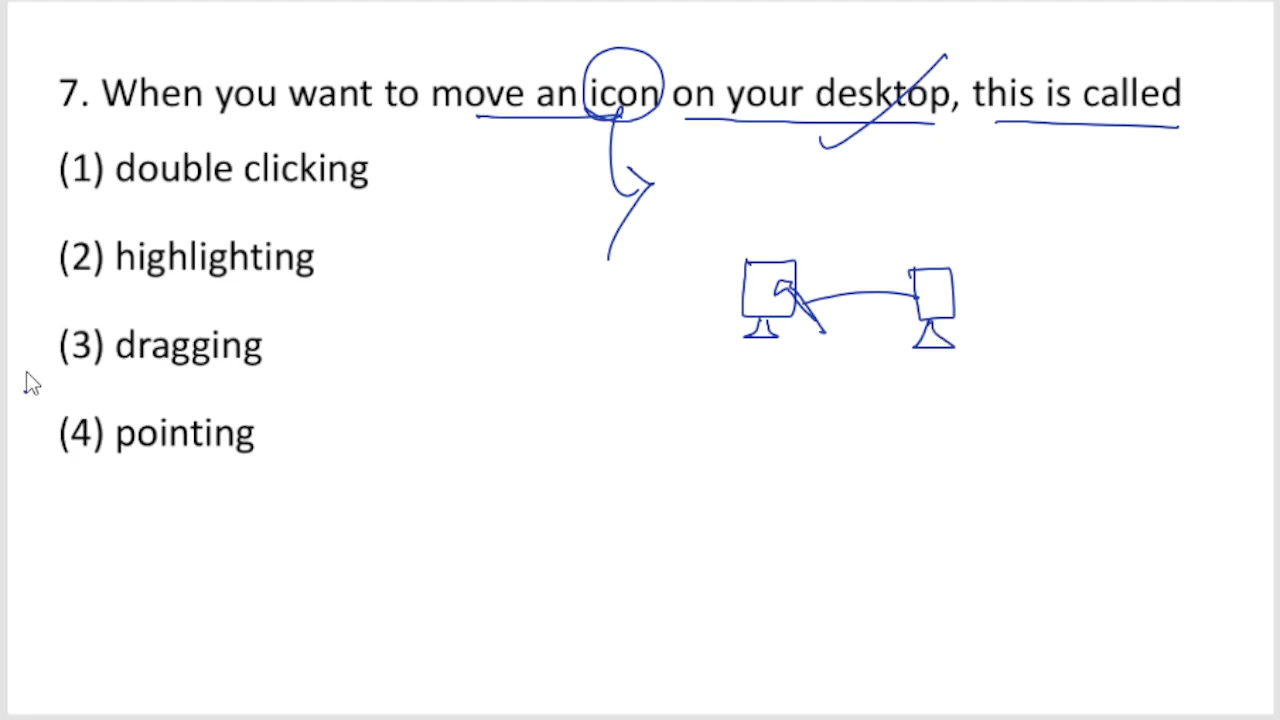 7. When you want to move an icon on your desktop, this is called
(1) double clicking
(2) highlighting
(3) dragging
(4) pointing